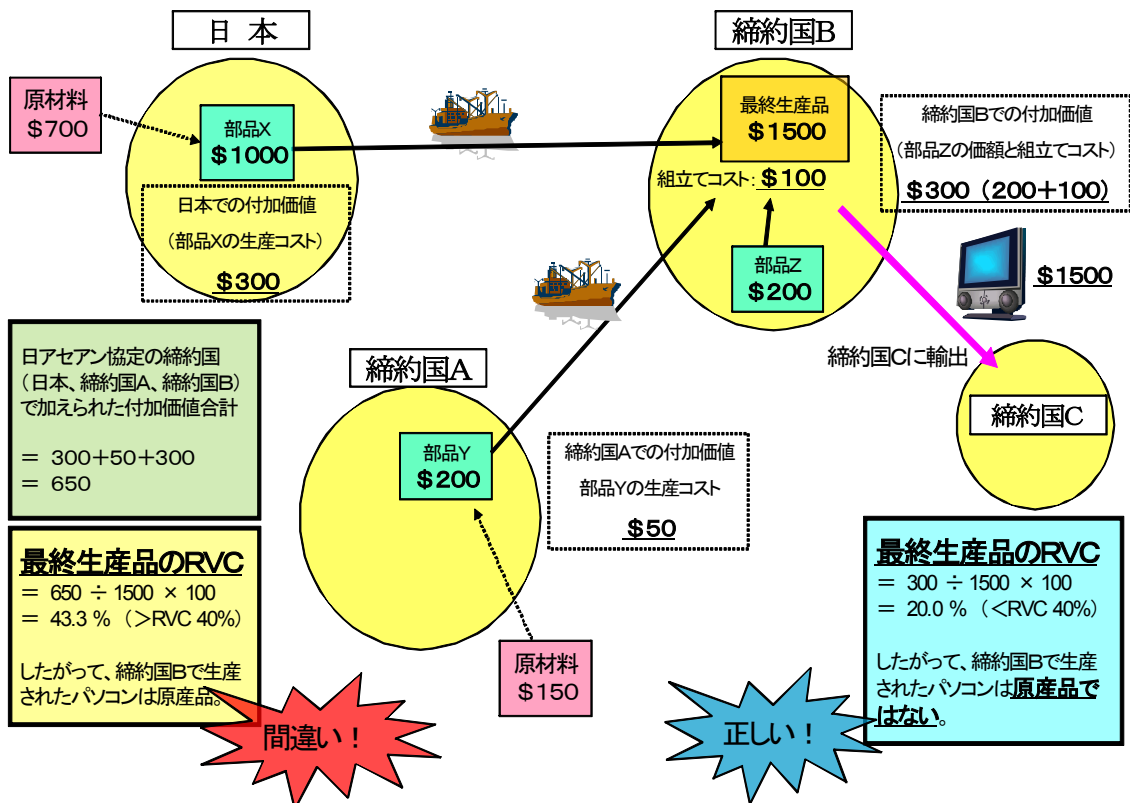 日 本
締約国B
原材料
$700
部品X
$1000
最終生産品
$1500
組立てコスト: $100
締約国Bでの付加価値
(部品Zの価額と組立てコスト)
$300 (200+100)
日本での付加価値
(部品Xの生産コスト)
$300
部品Z
$200
$1500
締約国Cに輸出
締約国C
日アセアン協定の締約国
(日本、締約国A、締約国B)
で加えられた付加価値合計
= 300+50+300
= 650
締約国A
部品Y
$200
締約国Aでの付加価値
部品Yの生産コスト
$50
原材料
$150
最終生産品のRVC
= 650 ÷ 1500 × 100
= 43.3 % (>RVC 40%)
したがって、締約国Bで生産
されたパソコンは原産品。
間違い!
最終生産品のRVC
= 300 ÷ 1500 × 100
= 20.0 % (<RVC 40%)
したがって、締約国Bで生産
されたパソコンは原産品で
はない。
正しい!